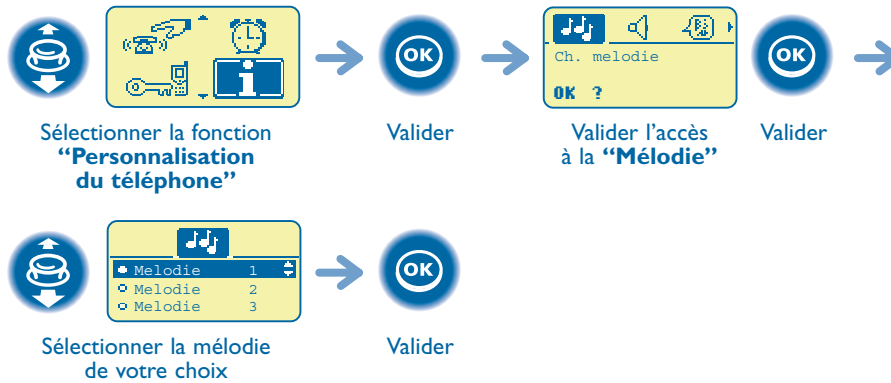 OK
Ch. melodie
OK ?
OK
Sélectionner la fonction
“Personnalisation
du téléphone”
Valider
Valider l’accès
à la “Mélodie”
Valider
Melodie 1
Melodie 2
Melodie 3
OK
Sélectionner la mélodie
de votre choix
Valider